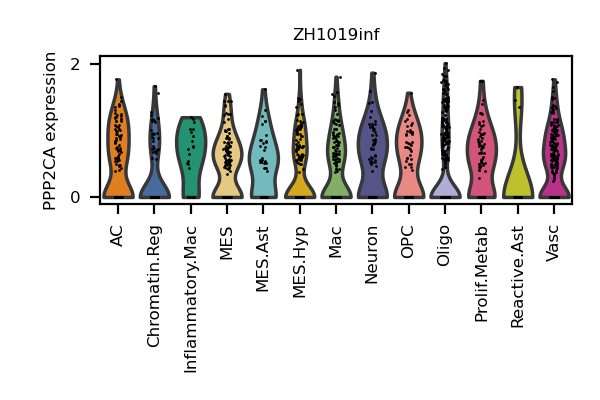 ZH1019inf
PPP2CA expression
2
0
AC
Chromatin.Reg
Inflammatory.Mac
MES
MES.Ast
MES.Hyp
Mac
Neuron
OPC
Oligo
Prolif.Metab
Reactive.Ast
Vasc